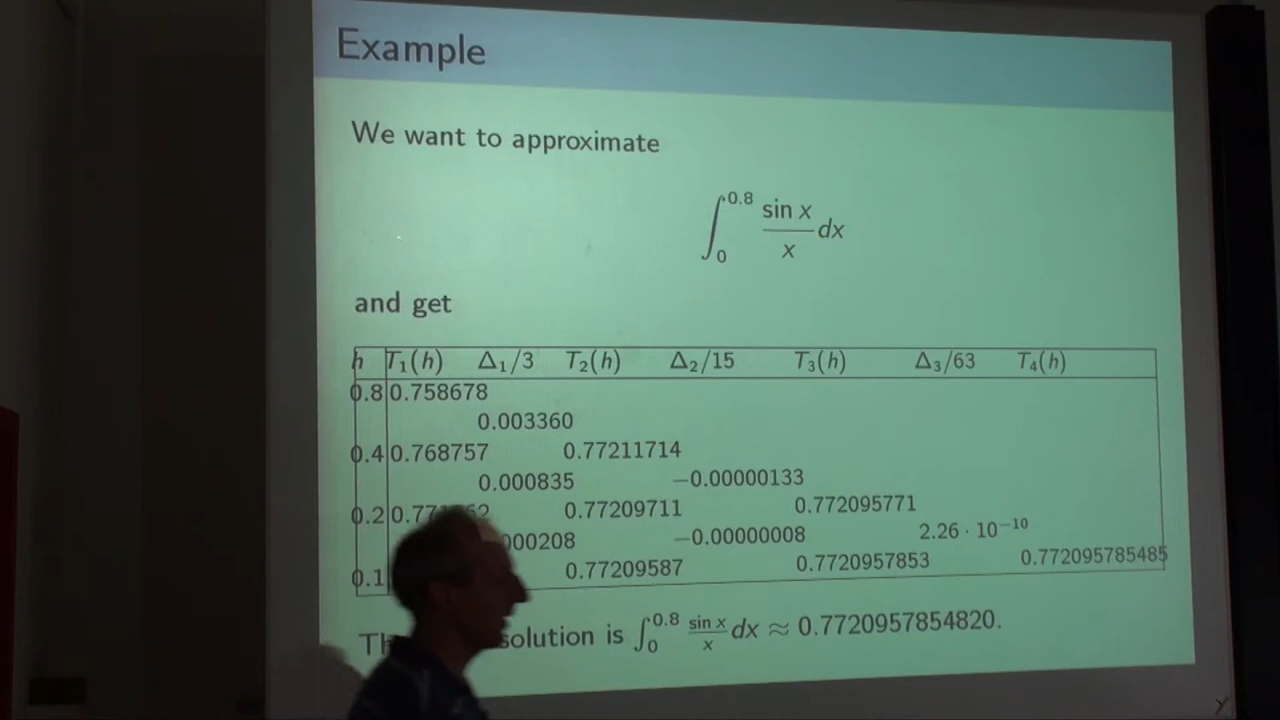 Example
We want to approximate
∫₀^0.8 sin x / x dx
and get
h T₁(h) Δ₁/3 T₂(h) Δ₂/15 T₃(h) Δ₃/63 T₄(h)
0.8 0.758678
0.003360
0.4 0.768757 0.77211714
0.000835 −0.00000133
0.2 0.77209711 0.772095771
−0.00000008 2.26 · 10⁻¹⁰
0.1 0.77209587 0.7720957853 0.772095785485
solution is ∫₀^0.8 sin x / x dx ≈ 0.7720957854820.